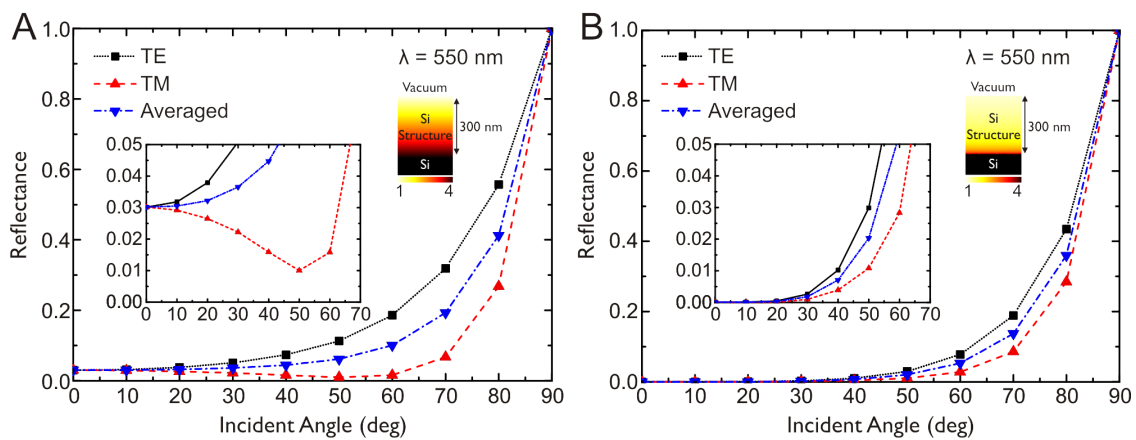 A
1.0
0.8
0.6
0.4
0.2
0.0
Reflectance
TE
TM
Averaged
λ = 550 nm
Vacuum
Si
Structure
300 nm
Si
1 4
0.05
0.04
0.03
0.02
0.01
0.00
0 10 20 30 40 50 60 70
0 10 20 30 40 50 60 70 80 90
Incident Angle (deg)
B
1.0
0.8
0.6
0.4
0.2
0.0
Reflectance
TE
TM
Averaged
λ = 550 nm
Vacuum
Si
Structure
300 nm
Si
1 4
0.05
0.04
0.03
0.02
0.01
0.00
0 10 20 30 40 50 60 70
0 10 20 30 40 50 60 70 80 90
Incident Angle (deg)